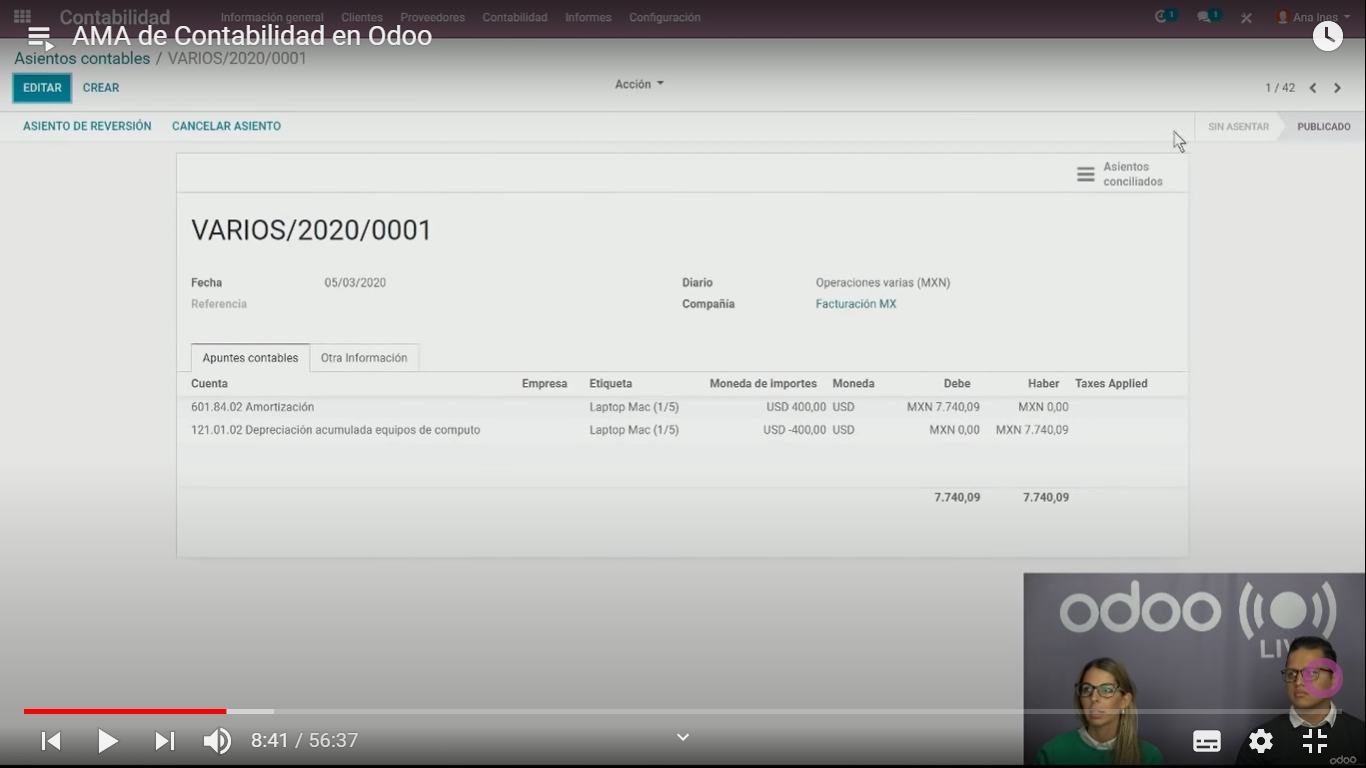 Contabilidad Información general Clientes Proveedores Contabilidad Informes Configuración 1 1 Ana Ines
AMA de Contabilidad en Odoo
Asientos contables / VARIOS/2020/0001
EDITAR CREAR Acción 1 / 42
ASIENTO DE REVERSIÓN CANCELAR ASIENTO SIN ASENTAR PUBLICADO
Asientos
conciliados
VARIOS/2020/0001
Fecha 05/03/2020 Diario Operaciones varias (MXN)
Referencia Compañía Facturación MX
Apuntes contables Otra Información
Cuenta Empresa Etiqueta Moneda de importes Moneda Debe Haber Taxes Applied
601.84.02 Amortización Laptop Mac (1/5) USD 400,00 USD MXN 7.740,09 MXN 0,00
121.01.02 Depreciación acumulada equipos de computo Laptop Mac (1/5) USD -400,00 USD MXN 0,00 MXN 7.740,09
7.740,09 7.740,09
odoo
LIV
8:41 / 56:37
odoo